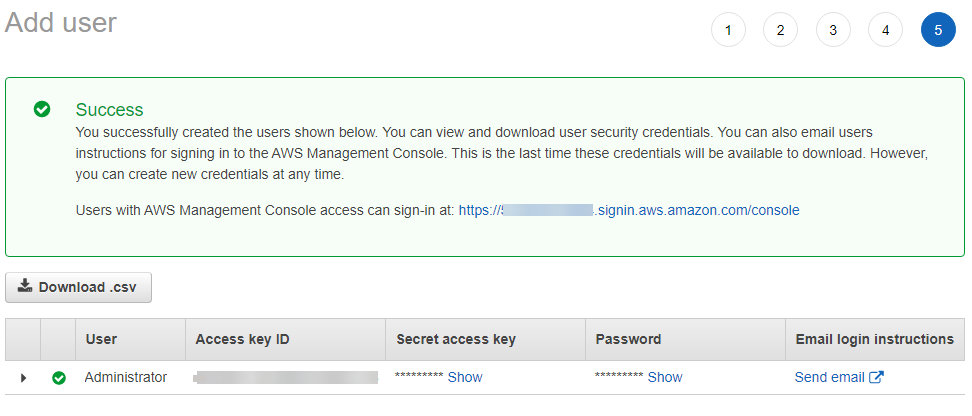 Add user
1 2 3 4 5
Success
You successfully created the users shown below. You can view and download user security credentials. You can also email users
instructions for signing in to the AWS Management Console. This is the last time these credentials will be available to download. However,
you can create new credentials at any time.
Users with AWS Management Console access can sign-in at: https:// .signin.aws.amazon.com/console
Download .csv
User Access key ID Secret access key Password Email login instructions
Administrator ********* Show ********* Show Send email